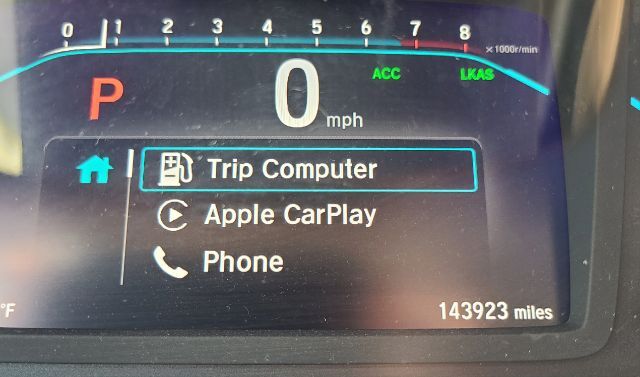 0 1 2 3 4 5 6 7 8
x1000r/min
ACC LKAS
P 0 mph
Trip Computer
Apple CarPlay
Phone
°F 143923 miles